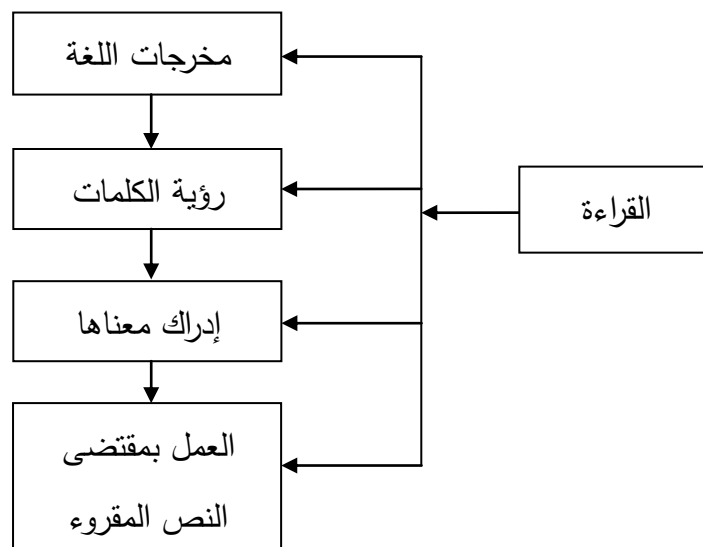 مخرجات اللغة
رؤية الكلمات
القراءة
إدراك معناها
العمل بمقتضى
النص المقروء